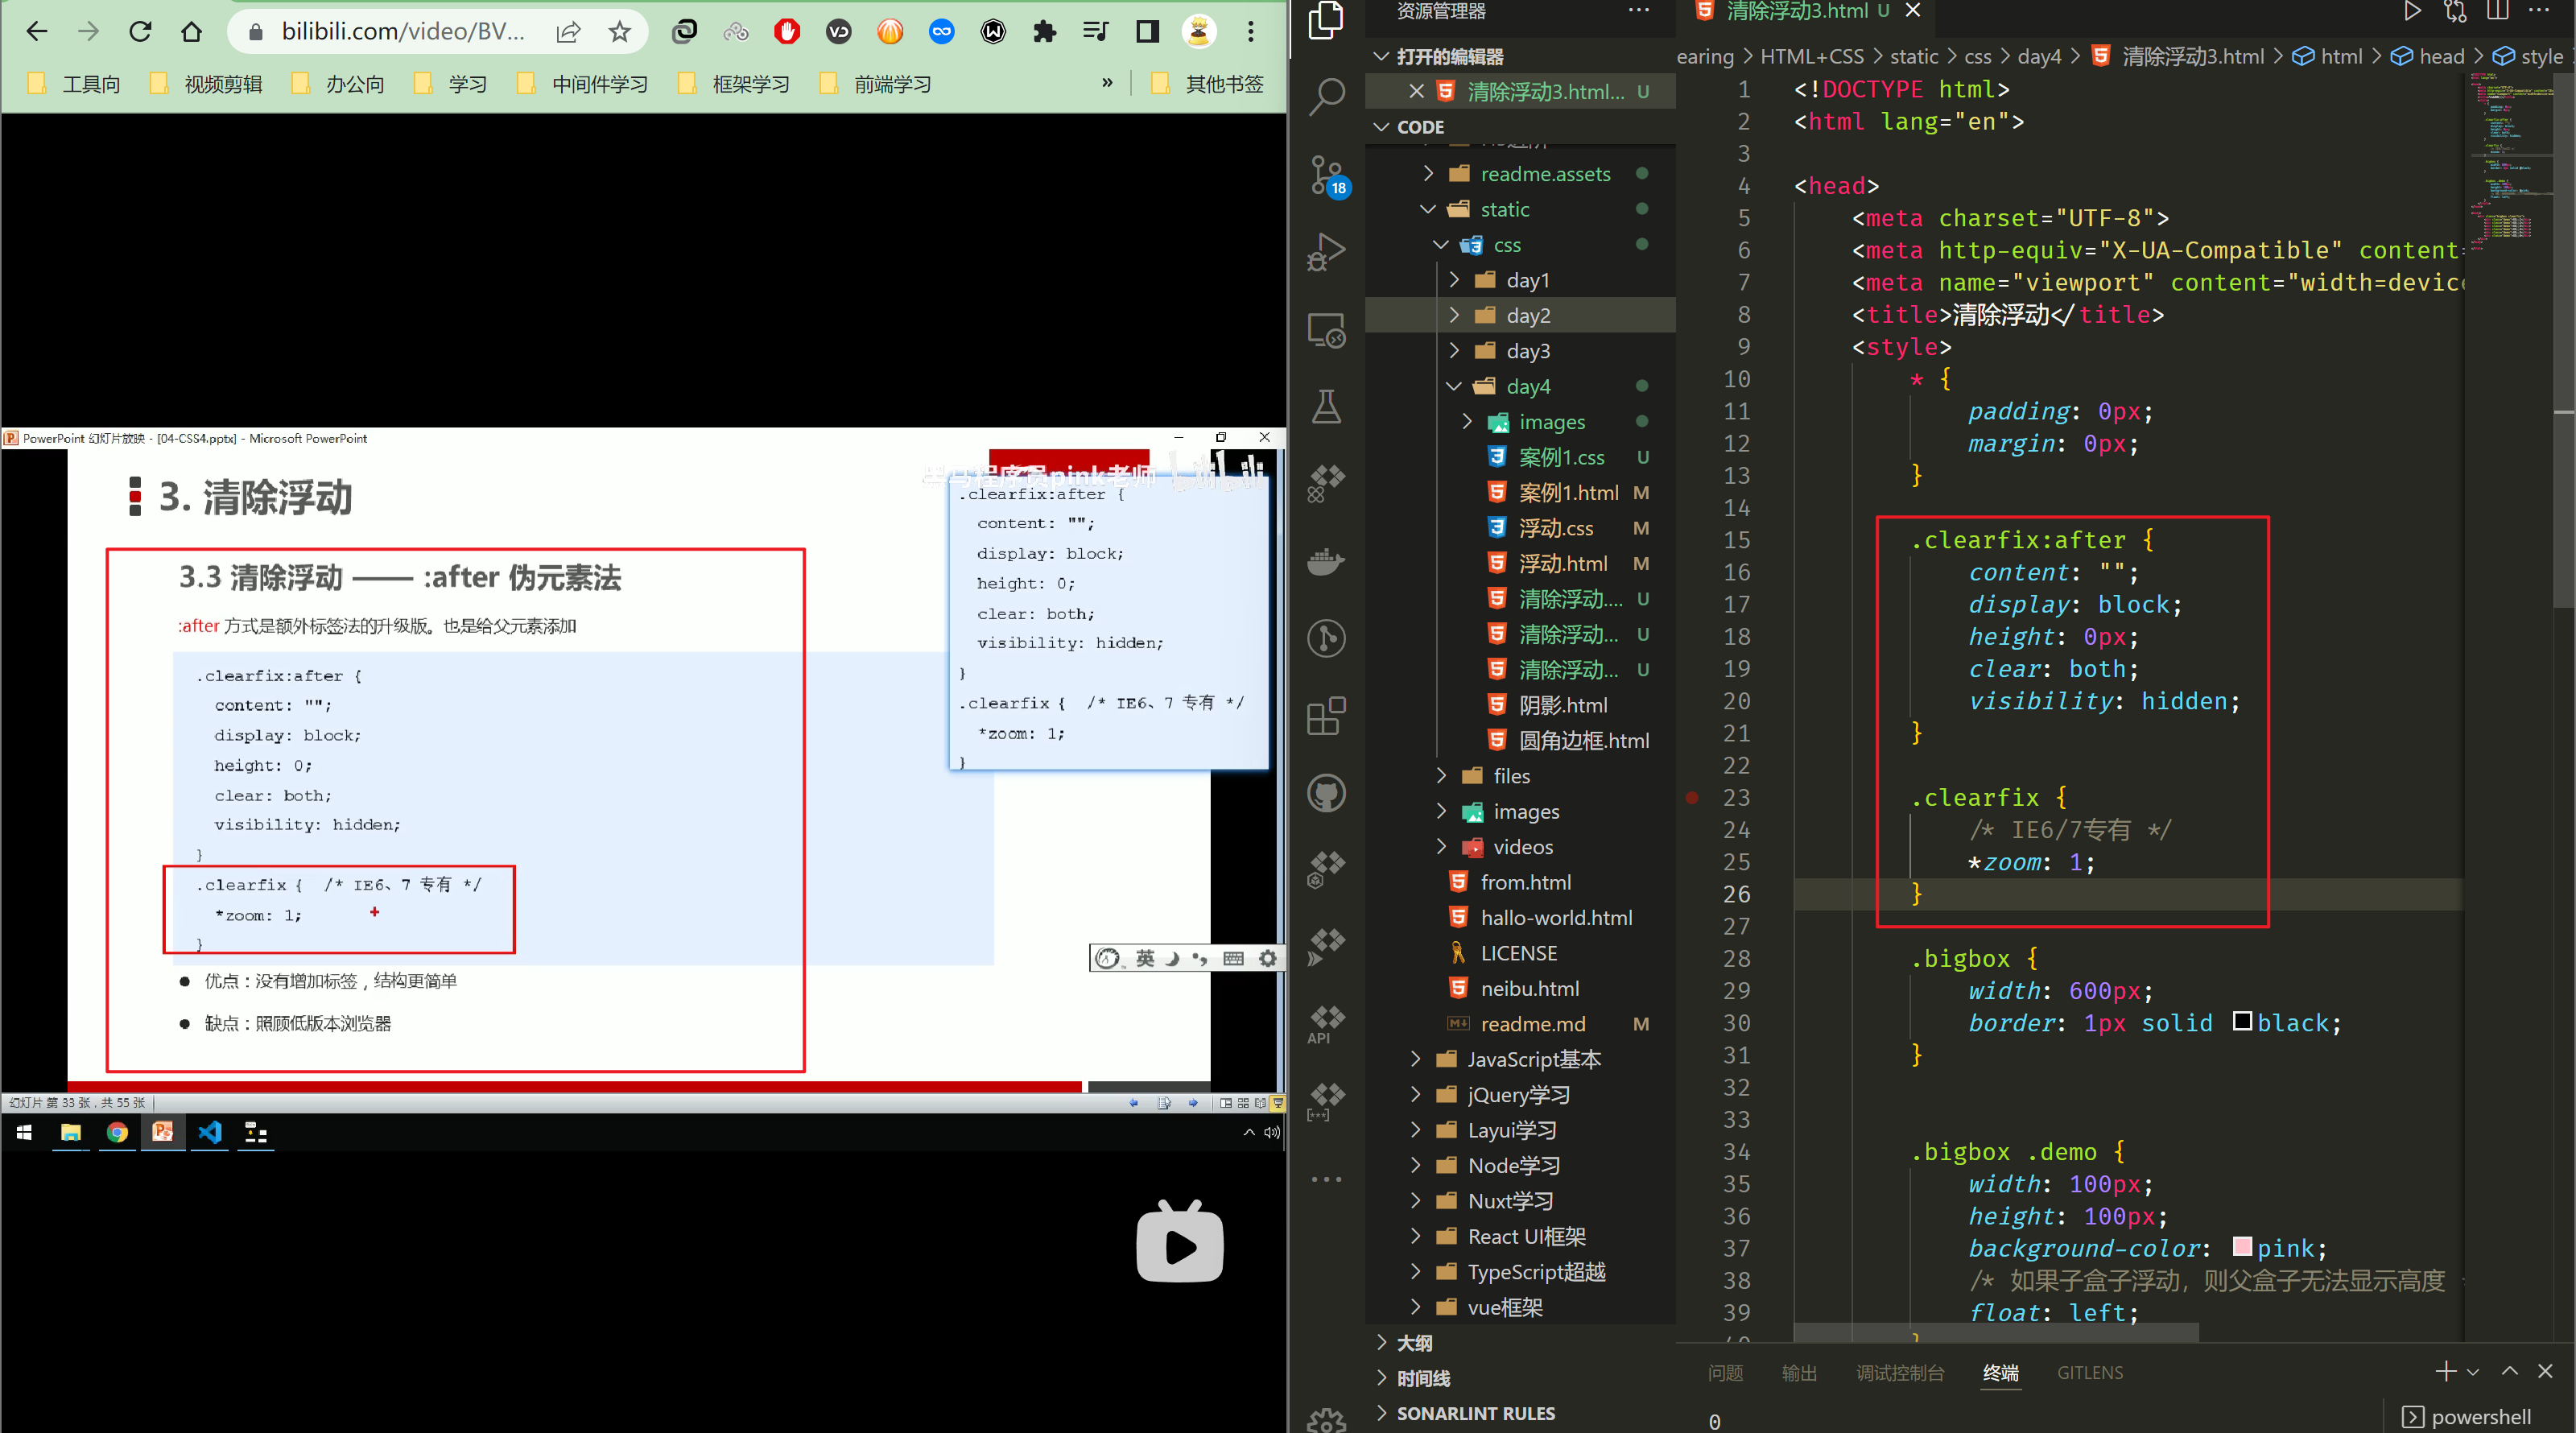 bilibili.com/video/BV...
工具向
视频剪辑
办公向
学习
中间件学习
框架学习
前端学习
»
其他书签
PowerPoint 幻灯片放映 - [04-CSS4.pptx] - Microsoft PowerPoint
黑马程序员pink老师 bilibili
3. 清除浮动
3.3 清除浮动 —— :after 伪元素法
:after 方式是额外标签法的升级版。也是给父元素添加
.clearfix:after {
content: "";
display: block;
height: 0;
clear: both;
visibility: hidden;
}
.clearfix { /* IE6、7 专有 */
*zoom: 1;
}
● 优点：没有增加标签，结构更简单
● 缺点：照顾低版本浏览器
.clearfix:after {
content: "";
display: block;
height: 0;
clear: both;
visibility: hidden;
}
.clearfix { /* IE6、7 专有 */
*zoom: 1;
}
英
幻灯片 第 33 张，共 55 张
18
API
资源管理器
打开的编辑器
清除浮动3.html... U
CODE
readme.assets
static
css
day1
day2
day3
day4
images
案例1.css U
案例1.html M
浮动.css M
浮动.html M
清除浮动.... U
清除浮动... U
清除浮动... U
阴影.html
圆角边框.html
files
images
videos
from.html
hallo-world.html
LICENSE
neibu.html
readme.md M
JavaScript基本
jQuery学习
Layui学习
Node学习
Nuxt学习
React UI框架
TypeScript超越
vue框架
大纲
时间线
SONARLINT RULES
清除浮动3.html U
earing > HTML+CSS > static > css > day4 > 清除浮动3.html > html > head > style
1 <!DOCTYPE html>
2 <html lang="en">
3
4 <head>
5 <meta charset="UTF-8">
6 <meta http-equiv="X-UA-Compatible" content
7 <meta name="viewport" content="width=devic
8 <title>清除浮动</title>
9 <style>
10 * {
11 padding: 0px;
12 margin: 0px;
13 }
14
15 .clearfix:after {
16 content: "";
17 display: block;
18 height: 0px;
19 clear: both;
20 visibility: hidden;
21 }
22
23 .clearfix {
24 /* IE6/7专有 */
25 *zoom: 1;
26 }
27
28 .bigbox {
29 width: 600px;
30 border: 1px solid black;
31 }
32
33
34 .bigbox .demo {
35 width: 100px;
36 height: 100px;
37 background-color: pink;
38 /* 如果子盒子浮动，则父盒子无法显示高度
39 float: left;
40 }
问题
输出
调试控制台
终端
GITLENS
0
powershell